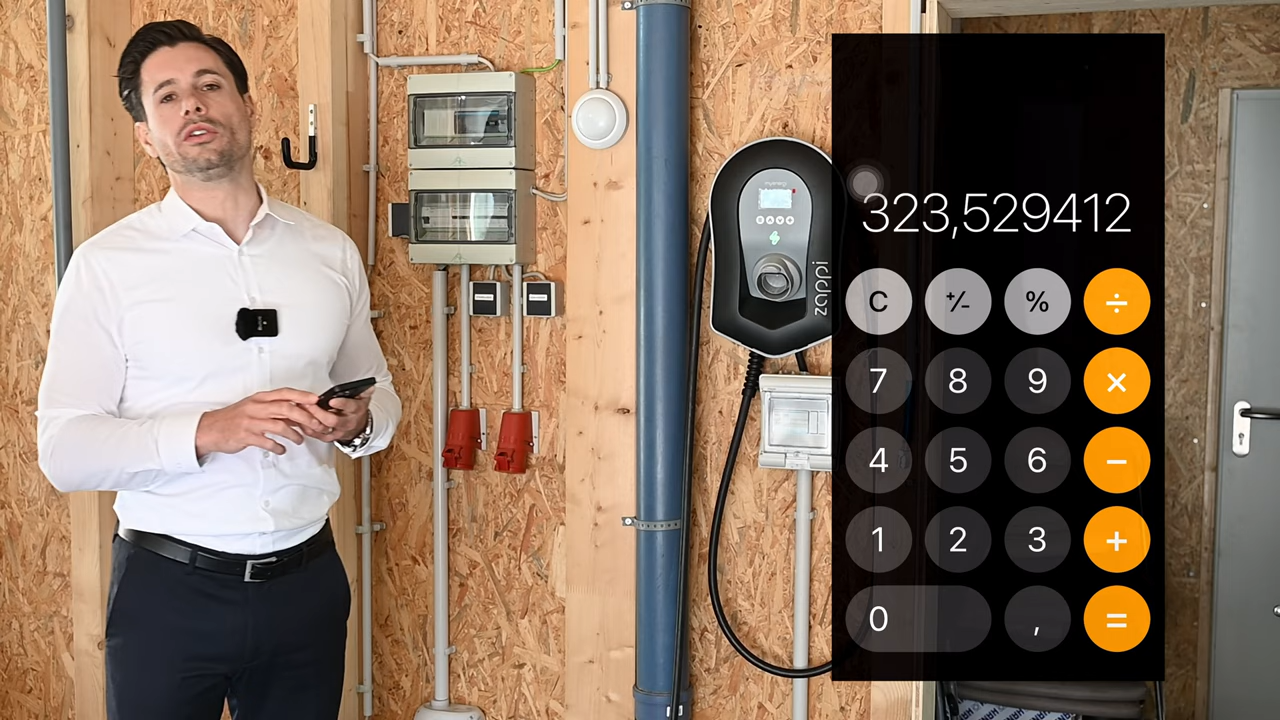 323,529412
C +/- % ÷
7 8 9 ×
4 5 6 −
1 2 3 +
0 , =
zappi